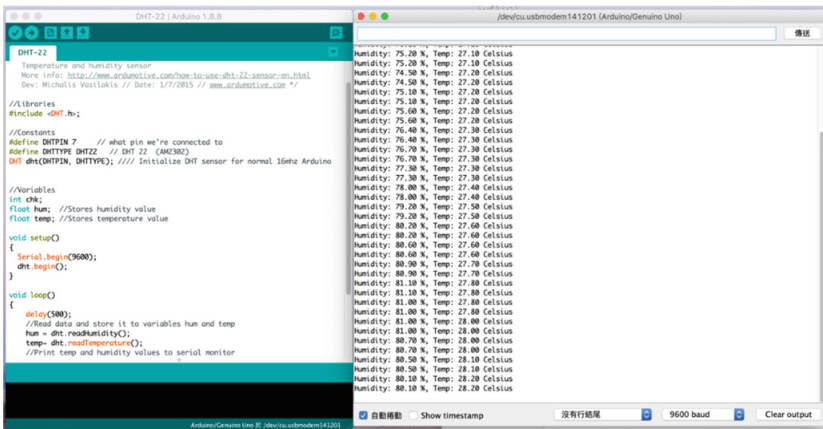 DHT-22 | Arduino 1.8.8
DHT-22
Temperature and humidity sensor
More info: http://www.ardumotive.com/how-to-use-dht-22-sensor-en.html
Dev: Michalis Vasilakis // Date: 1/7/2015 // www.ardumotive.com */
//Libraries
#include <DHT.h>;
//Constants
#define DHTPIN 7 // what pin we're connected to
#define DHTTYPE DHT22 // DHT 22 (AM2302)
DHT dht(DHTPIN, DHTTYPE); //// Initialize DHT sensor for normal 16mhz Arduino
//Variables
int chk;
float hum; //Stores humidity value
float temp; //Stores temperature value
void setup()
{
Serial.begin(9600);
dht.begin();
}
void loop()
{
delay(500);
//Read data and store it to variables hum and temp
hum = dht.readHumidity();
temp= dht.readTemperature();
//Print temp and humidity values to serial monitor
Arduino/Genuino Uno 於 /dev/cu.usbmodem141201
/dev/cu.usbmodem141201 (Arduino/Genuino Uno)
傳送
Humidity: 75.20 %, Temp: 27.10 Celsius
Humidity: 75.20 %, Temp: 27.10 Celsius
Humidity: 74.50 %, Temp: 27.20 Celsius
Humidity: 74.50 %, Temp: 27.20 Celsius
Humidity: 75.10 %, Temp: 27.20 Celsius
Humidity: 75.10 %, Temp: 27.20 Celsius
Humidity: 75.60 %, Temp: 27.20 Celsius
Humidity: 75.60 %, Temp: 27.20 Celsius
Humidity: 76.40 %, Temp: 27.30 Celsius
Humidity: 76.40 %, Temp: 27.30 Celsius
Humidity: 76.70 %, Temp: 27.30 Celsius
Humidity: 76.70 %, Temp: 27.30 Celsius
Humidity: 77.30 %, Temp: 27.30 Celsius
Humidity: 77.30 %, Temp: 27.30 Celsius
Humidity: 78.00 %, Temp: 27.40 Celsius
Humidity: 78.00 %, Temp: 27.40 Celsius
Humidity: 79.20 %, Temp: 27.50 Celsius
Humidity: 79.20 %, Temp: 27.50 Celsius
Humidity: 80.20 %, Temp: 27.60 Celsius
Humidity: 80.20 %, Temp: 27.60 Celsius
Humidity: 80.60 %, Temp: 27.60 Celsius
Humidity: 80.60 %, Temp: 27.60 Celsius
Humidity: 80.90 %, Temp: 27.70 Celsius
Humidity: 80.90 %, Temp: 27.70 Celsius
Humidity: 81.10 %, Temp: 27.80 Celsius
Humidity: 81.10 %, Temp: 27.80 Celsius
Humidity: 81.00 %, Temp: 27.80 Celsius
Humidity: 81.00 %, Temp: 27.80 Celsius
Humidity: 81.00 %, Temp: 28.00 Celsius
Humidity: 81.00 %, Temp: 28.00 Celsius
Humidity: 80.70 %, Temp: 28.00 Celsius
Humidity: 80.70 %, Temp: 28.00 Celsius
Humidity: 80.50 %, Temp: 28.10 Celsius
Humidity: 80.50 %, Temp: 28.10 Celsius
Humidity: 80.10 %, Temp: 28.20 Celsius
Humidity: 80.10 %, Temp: 28.20 Celsius
自動捲動 Show timestamp 沒有行結尾 9600 baud Clear output